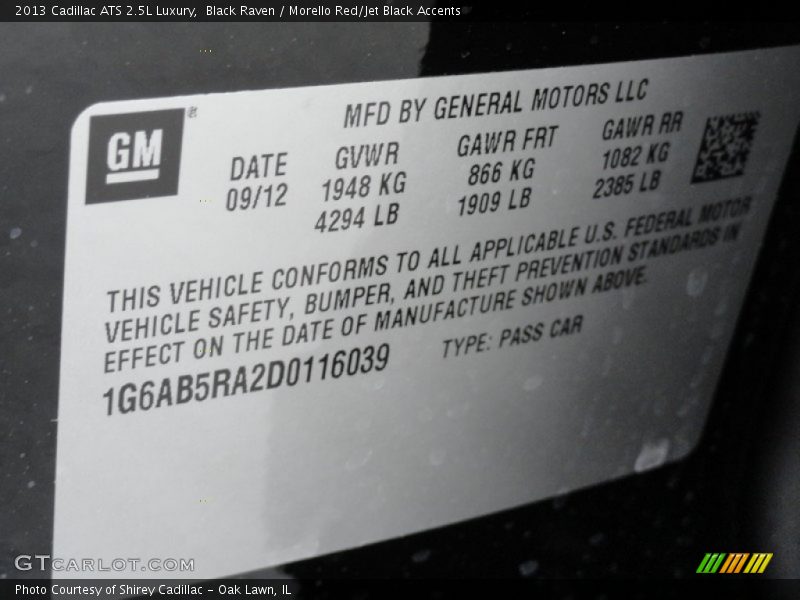 2013 Cadillac ATS 2.5L Luxury, Black Raven / Morello Red/Jet Black Accents
MFD BY GENERAL MOTORS LLC
GM
DATE GVWR GAWR FRT GAWR RR
09/12 1948 KG 866 KG 1082 KG
4294 LB 1909 LB 2385 LB
THIS VEHICLE CONFORMS TO ALL APPLICABLE U.S. FEDERAL MOTOR
VEHICLE SAFETY, BUMPER, AND THEFT PREVENTION STANDARDS IN
EFFECT ON THE DATE OF MANUFACTURE SHOWN ABOVE.
1G6AB5RA2D0116039 TYPE: PASS CAR
GTCARLOT.COM
Photo Courtesy of Shirey Cadillac - Oak Lawn, IL